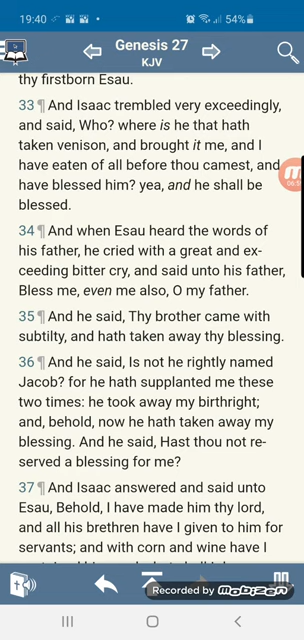 19:40
54%
Genesis 27
KJV
thy firstborn Esau.
33 ¶ And Isaac trembled very exceedingly,
and said, Who? where is he that hath
taken venison, and brought it me, and I
have eaten of all before thou camest, and
have blessed him? yea, and he shall be
blessed.
34 ¶ And when Esau heard the words of
his father, he cried with a great and ex-
ceeding bitter cry, and said unto his father,
Bless me, even me also, O my father.
35 ¶ And he said, Thy brother came with
subtilty, and hath taken away thy blessing.
36 ¶ And he said, Is not he rightly named
Jacob? for he hath supplanted me these
two times: he took away my birthright;
and, behold, now he hath taken away my
blessing. And he said, Hast thou not re-
served a blessing for me?
37 ¶ And Isaac answered and said unto
Esau, Behold, I have made him thy lord,
and all his brethren have I given to him for
servants; and with corn and wine have I
Recorded by Mobizen